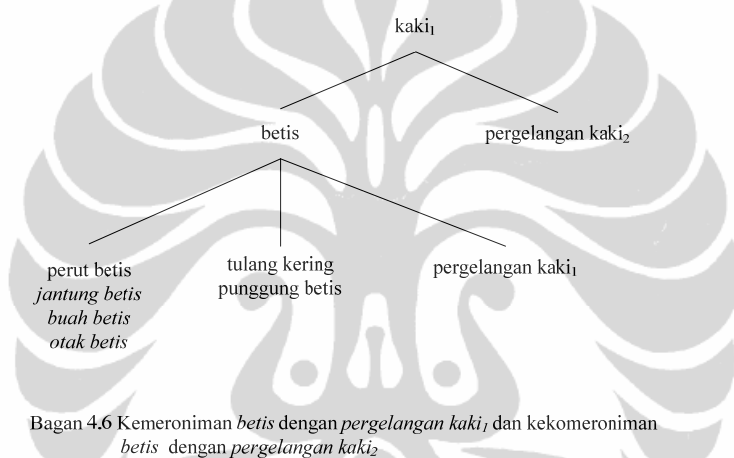 kaki₁
betis
pergelangan kaki₂
perut betis
jantung betis
buah betis
otak betis
tulang kering
punggung betis
pergelangan kaki₁
Bagan 4.6 Kemeroniman betis dengan pergelangan kaki₁ dan kekomeroniman
betis dengan pergelangan kaki₂